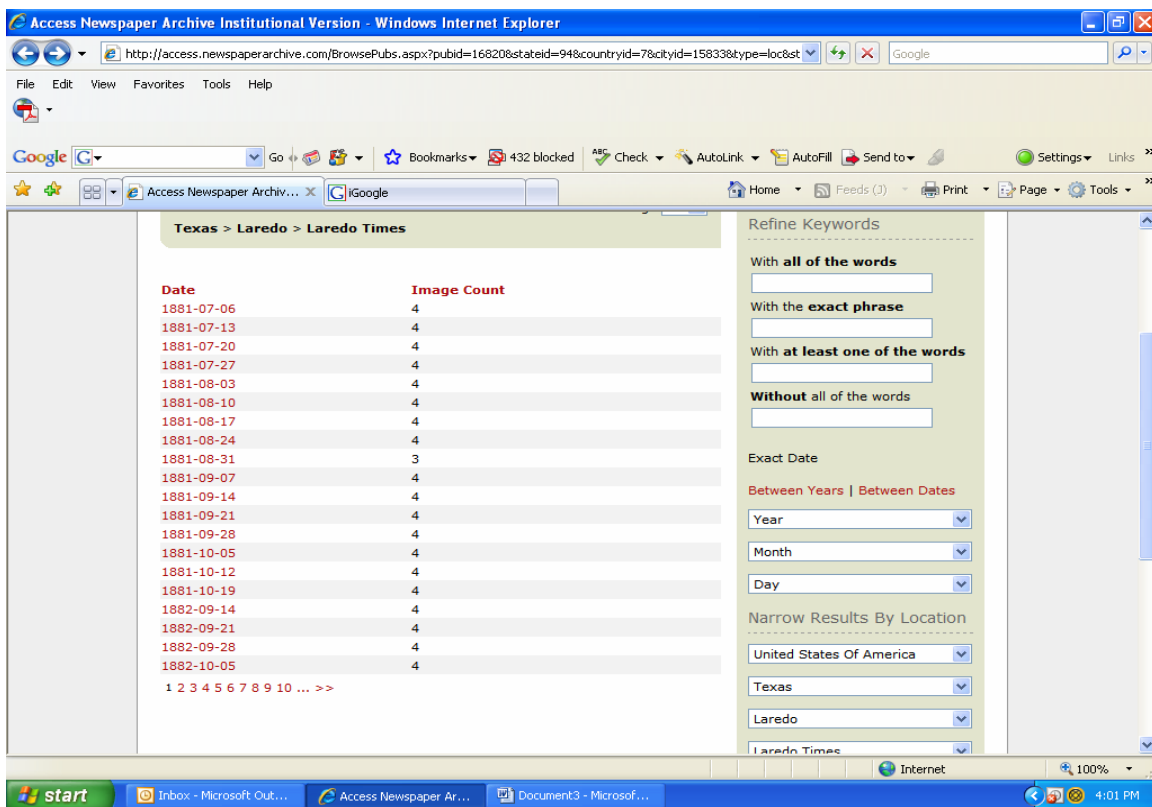 Access Newspaper Archive Institutional Version - Windows Internet Explorer
http://access.newspaperarchive.com/BrowsePubs.aspx?pubid=16820&stateid=94&countryid=7&cityid=15833&type=loc&st
Google
File Edit View Favorites Tools Help
Google G Go Bookmarks 432 blocked ABC Check AutoLink AutoFill Send to Settings Links »
Access Newspaper Archiv... X G iGoogle Home Feeds (J) Print Page Tools »
Texas > Laredo > Laredo Times
Date Image Count
1881-07-06 4
1881-07-13 4
1881-07-20 4
1881-07-27 4
1881-08-03 4
1881-08-10 4
1881-08-17 4
1881-08-24 4
1881-08-31 3
1881-09-07 4
1881-09-14 4
1881-09-21 4
1881-09-28 4
1881-10-05 4
1881-10-12 4
1881-10-19 4
1882-09-14 4
1882-09-21 4
1882-09-28 4
1882-10-05 4
1 2 3 4 5 6 7 8 9 10 ... >>
Refine Keywords
With all of the words
With the exact phrase
With at least one of the words
Without all of the words
Exact Date
Between Years | Between Dates
Year
Month
Day
Narrow Results By Location
United States Of America
Texas
Laredo
Laredo Times
Internet 100%
start Inbox - Microsoft Out... Access Newspaper Ar... Document3 - Microsof... 4:01 PM